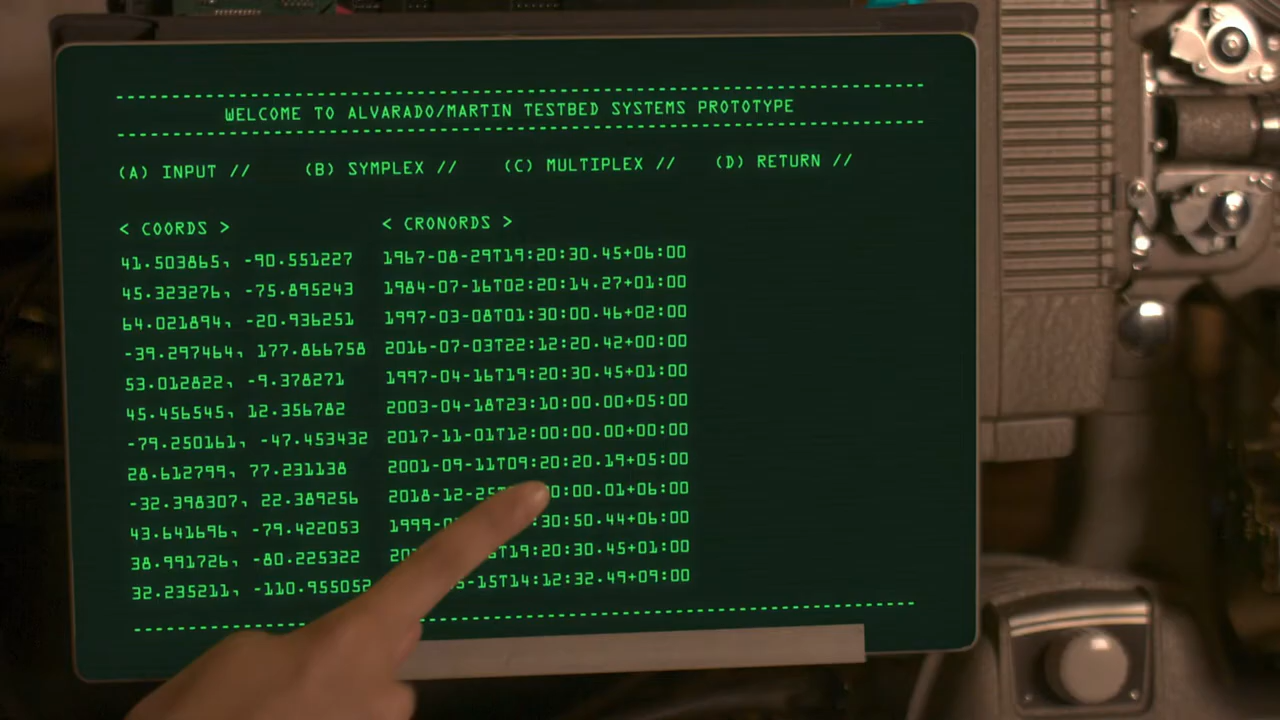 WELCOME TO ALVARADO/MARTIN TESTBED SYSTEMS PROTOTYPE
(A) INPUT // (B) SYMPLEX // (C) MULTIPLEX // (D) RETURN //
< COORDS > < CRONORDS >
41.503865, -90.551227 1967-08-29T19:20:30.45+06:00
45.323276, -75.895243 1984-07-16T02:20:14.27+01:00
64.021894, -20.936251 1997-03-08T01:30:00.46+02:00
-39.297464, 177.866758 2016-07-03T22:12:20.42+00:00
53.012822, -9.378271 1997-04-16T19:20:30.45+01:00
45.456545, 12.356782 2003-04-18T23:10:00.00+05:00
-79.250161, -47.453432 2017-11-01T12:00:00.00+00:00
28.612799, 77.231138 2001-09-11T09:20:20.19+05:00
-32.398307, 22.389256 2018-12-25T 0:00.01+06:00
43.641696, -79.422053 1999-0 :30:50.44+06:00
38.991726, -80.225322 T19:20:30.45+01:00
32.235211, -110.955052 -15T14:12:32.49+09:00